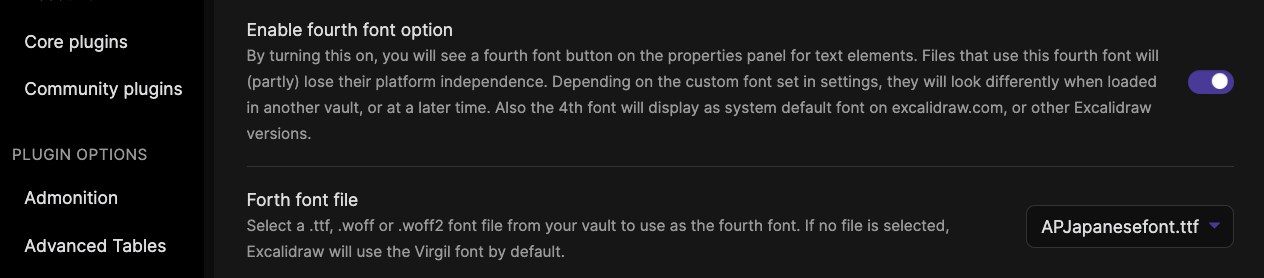 Core plugins
Community plugins
PLUGIN OPTIONS
Admonition
Advanced Tables
Enable fourth font option
By turning this on, you will see a fourth font button on the properties panel for text elements. Files that use this fourth font will
(partly) lose their platform independence. Depending on the custom font set in settings, they will look differently when loaded
in another vault, or at a later time. Also the 4th font will display as system default font on excalidraw.com, or other Excalidraw
versions.
Forth font file
Select a .ttf, .woff or .woff2 font file from your vault to use as the fourth font. If no file is selected,
Excalidraw will use the Virgil font by default.
APJapanesefont.ttf